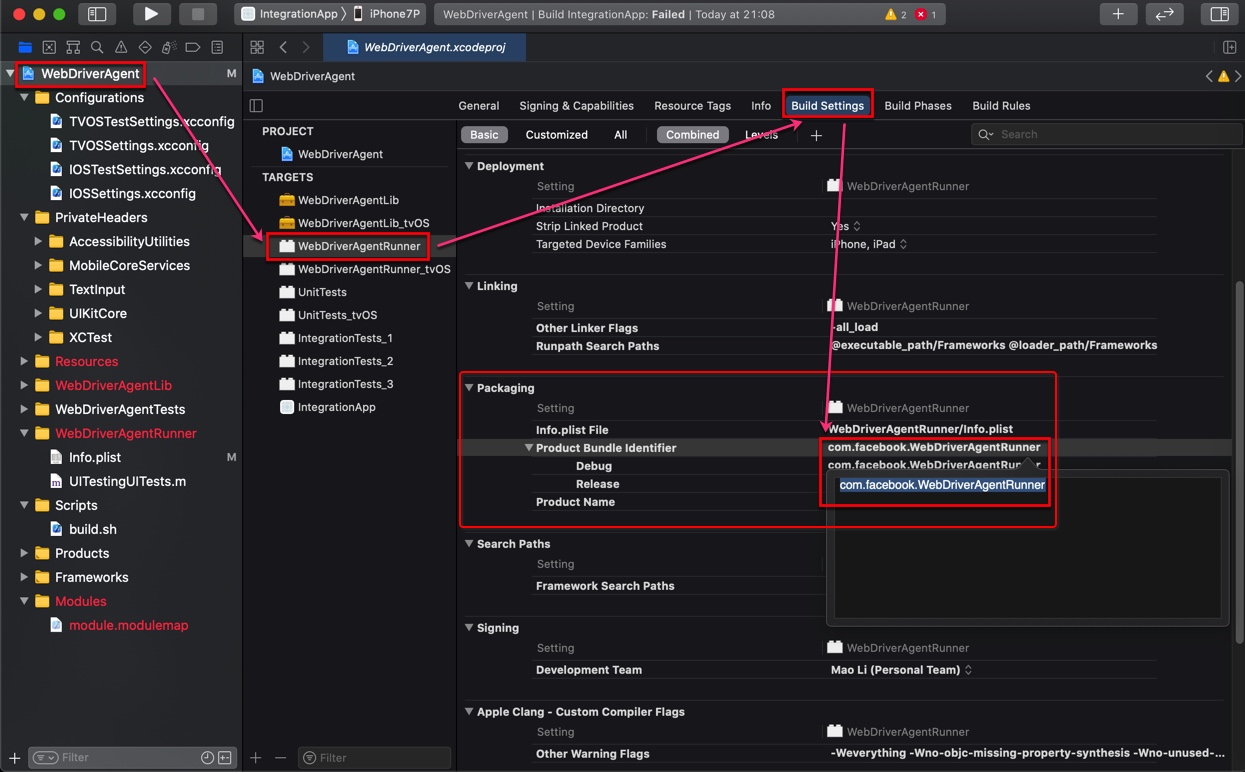 IntegrationApp 〉 iPhone7P
WebDriverAgent | Build IntegrationApp: Failed | Today at 21:08
2
1
WebDriverAgent.xcodeproj
WebDriverAgent M
Configurations
TVOSTestSettings.xcconfig
TVOSSettings.xcconfig
IOSTestSettings.xcconfig
IOSSettings.xcconfig
PrivateHeaders
AccessibilityUtilities
MobileCoreServices
TextInput
UIKitCore
XCTest
Resources
WebDriverAgentLib
WebDriverAgentTests
WebDriverAgentRunner
Info.plist M
UITestingUITests.m
Scripts
build.sh
Products
Frameworks
Modules
module.modulemap
Filter
WebDriverAgent
General Signing & Capabilities Resource Tags Info Build Settings Build Phases Build Rules
PROJECT
WebDriverAgent
TARGETS
WebDriverAgentLib
WebDriverAgentLib_tvOS
WebDriverAgentRunner
WebDriverAgentRunner_tvOS
UnitTests
UnitTests_tvOS
IntegrationTests_1
IntegrationTests_2
IntegrationTests_3
IntegrationApp
Filter
Basic Customized All Combined Levels + Search
Deployment
Setting WebDriverAgentRunner
Installation Directory
Strip Linked Product Yes
Targeted Device Families iPhone, iPad
Linking
Setting WebDriverAgentRunner
Other Linker Flags -all_load
Runpath Search Paths @executable_path/Frameworks @loader_path/Frameworks
Packaging
Setting WebDriverAgentRunner
Info.plist File WebDriverAgentRunner/Info.plist
Product Bundle Identifier com.facebook.WebDriverAgentRunner
Debug com.facebook.WebDriverAgentRunner
Release com.facebook.WebDriverAgentRunner
Product Name
Search Paths
Setting
Framework Search Paths
Signing
Setting WebDriverAgentRunner
Development Team Mao Li (Personal Team)
Apple Clang - Custom Compiler Flags
Setting WebDriverAgentRunner
Other Warning Flags -Weverything -Wno-objc-missing-property-synthesis -Wno-unused-...